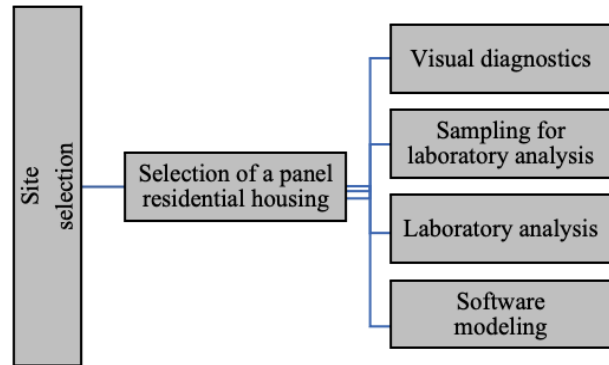 Site
selection
Selection of a panel
residential housing
Visual diagnostics
Sampling for
laboratory analysis
Laboratory analysis
Software
modeling